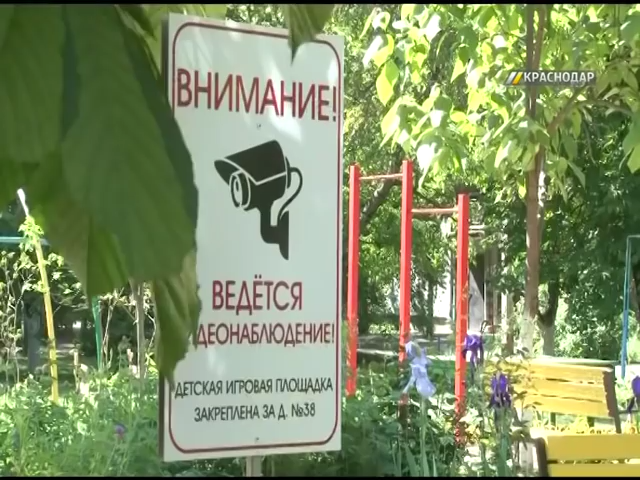 КРАСНОДАР
ВНИМАНИЕ!
ВЕДЁТСЯ
ДЕОНАБЛЮДЕНИЕ!
ДЕТСКАЯ ИГРОВАЯ ПЛОЩАДКА
ЗАКРЕПЛЕНА ЗА Д. №38